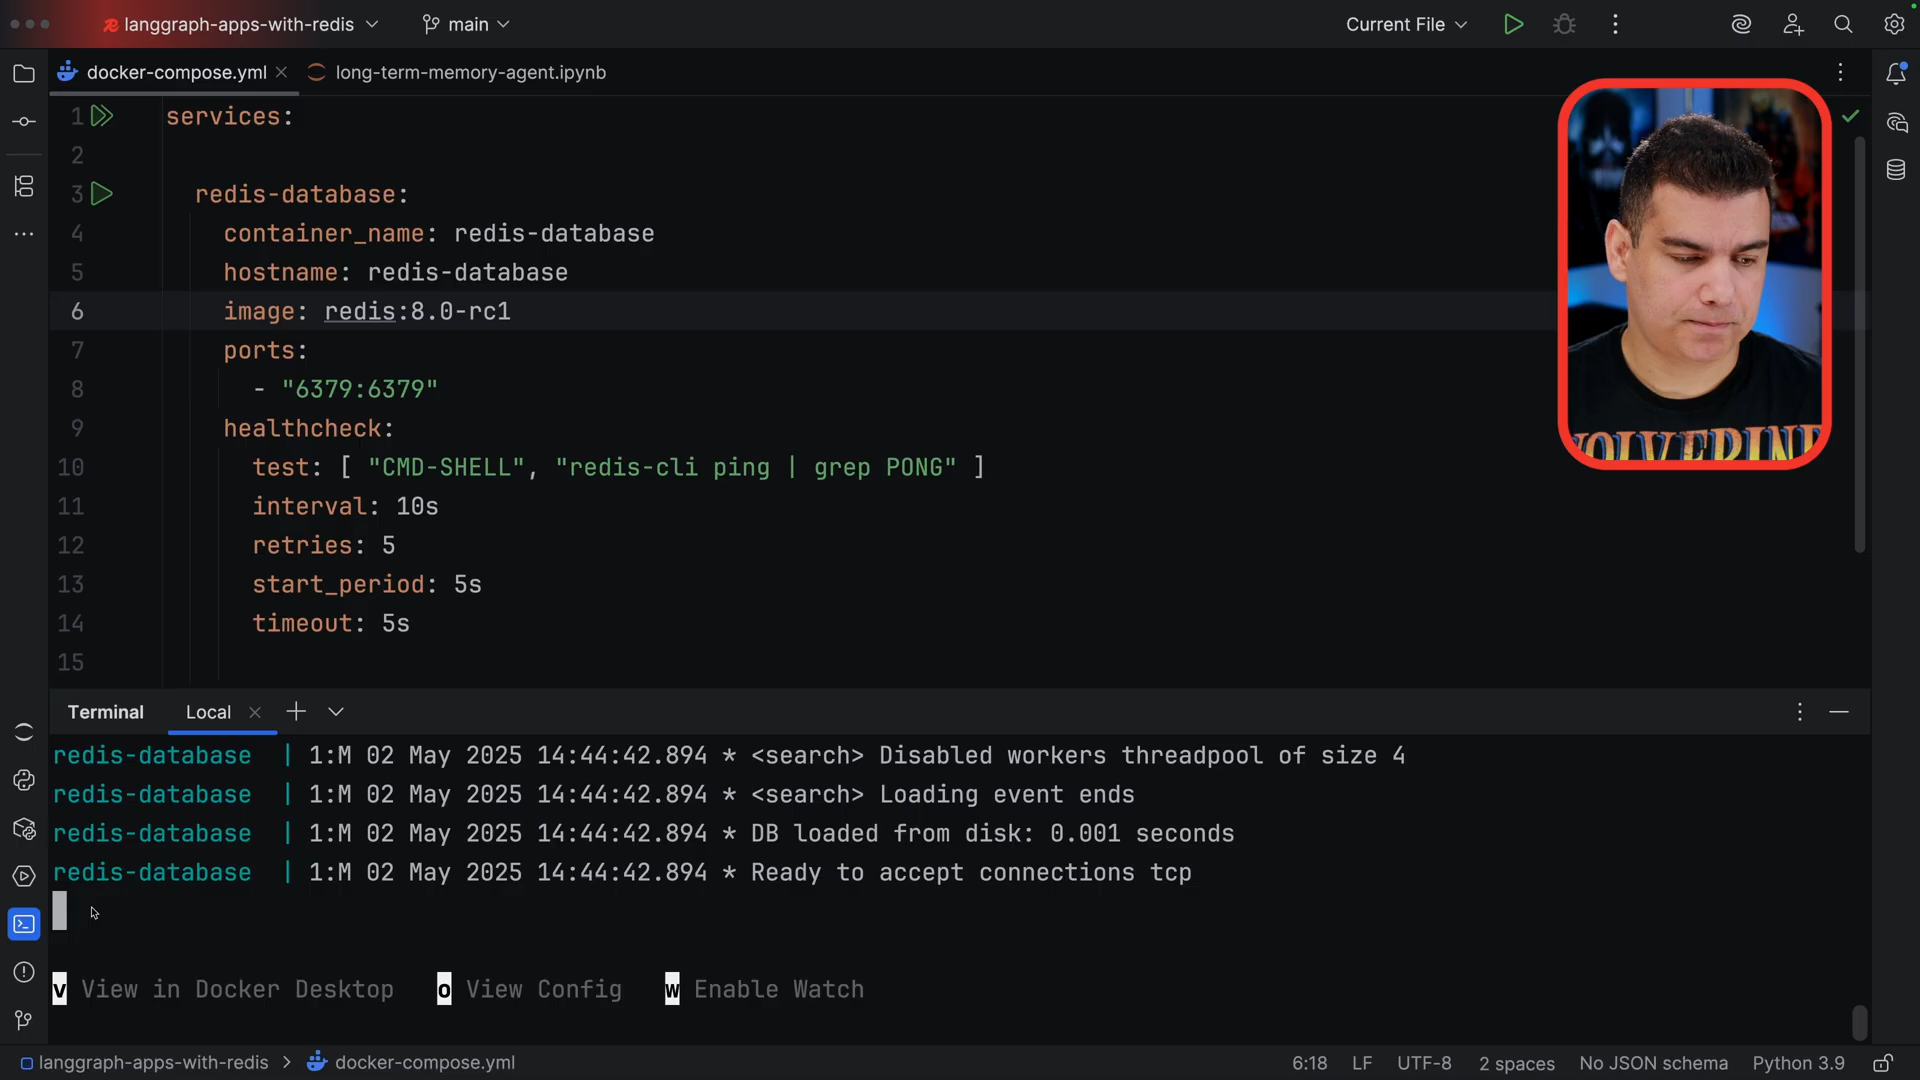 langgraph-apps-with-redis main Current File
docker-compose.yml long-term-memory-agent.ipynb
1 services:
2
3 redis-database:
4 container_name: redis-database
5 hostname: redis-database
6 image: redis:8.0-rc1
7 ports:
8 - "6379:6379"
9 healthcheck:
10 test: [ "CMD-SHELL", "redis-cli ping | grep PONG" ]
11 interval: 10s
12 retries: 5
13 start_period: 5s
14 timeout: 5s
15
WOLVERINE
Terminal Local
redis-database | 1:M 02 May 2025 14:44:42.894 * <search> Disabled workers threadpool of size 4
redis-database | 1:M 02 May 2025 14:44:42.894 * <search> Loading event ends
redis-database | 1:M 02 May 2025 14:44:42.894 * DB loaded from disk: 0.001 seconds
redis-database | 1:M 02 May 2025 14:44:42.894 * Ready to accept connections tcp
v View in Docker Desktop o View Config w Enable Watch
langgraph-apps-with-redis > docker-compose.yml 6:18 LF UTF-8 2 spaces No JSON schema Python 3.9